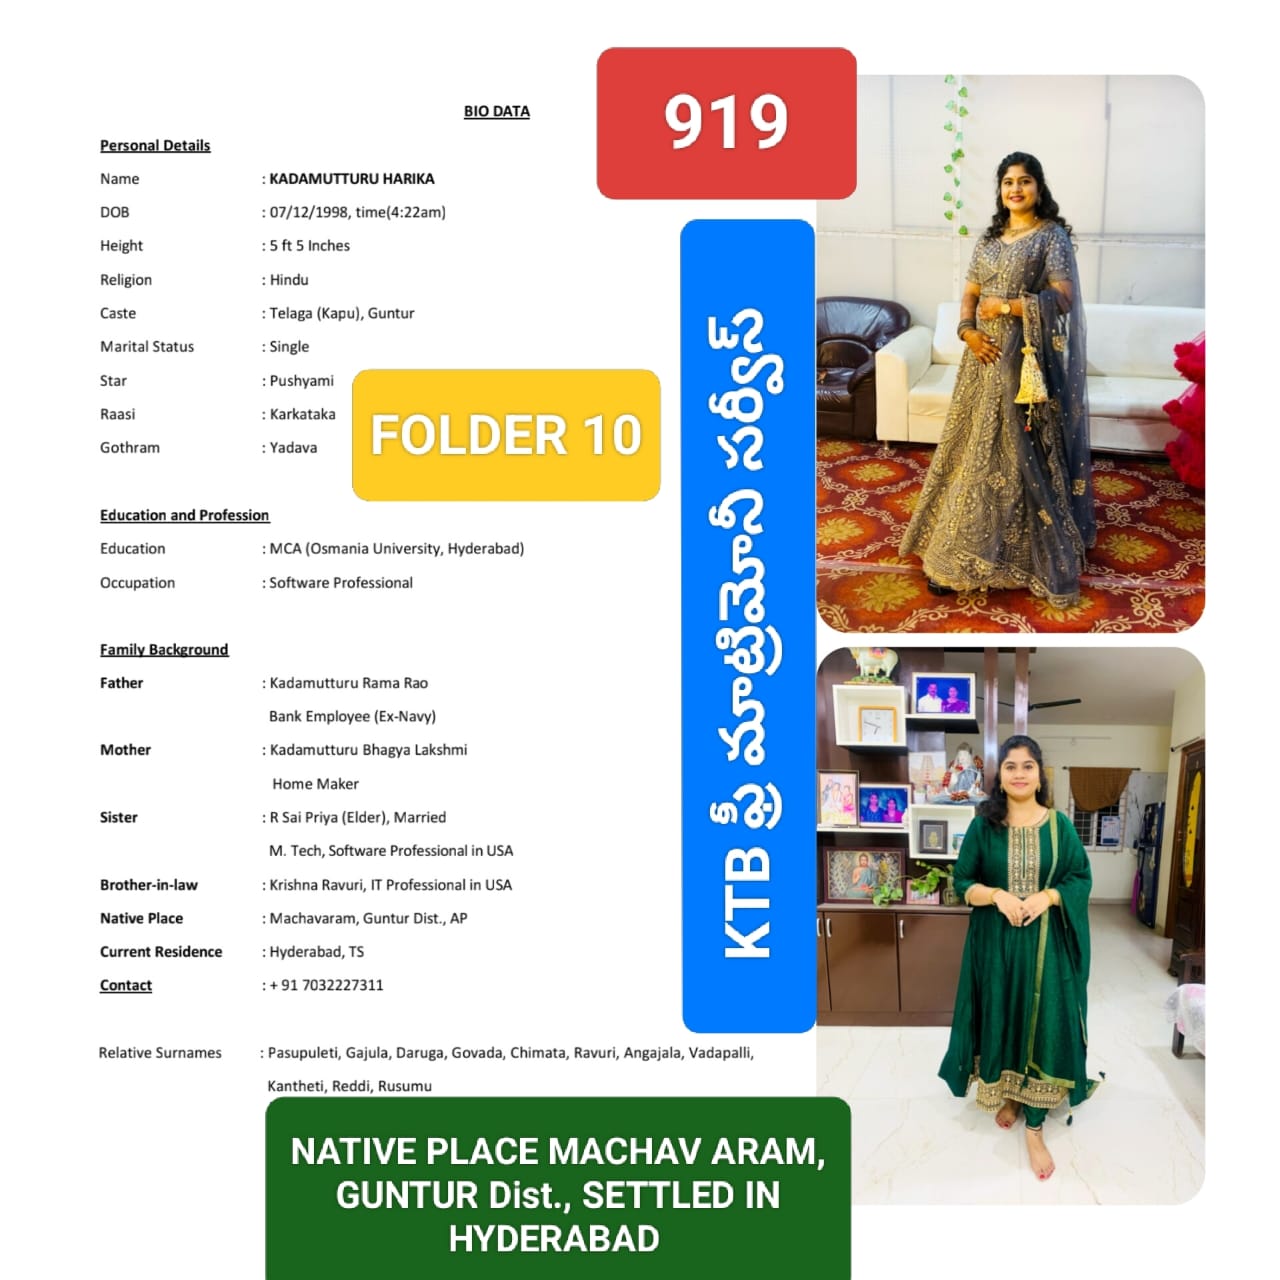 919
BIO DATA
Personal Details
Name : KADAMUTTURU HARIKA
DOB : 07/12/1998, time(4:22am)
Height : 5 ft 5 Inches
Religion : Hindu
Caste : Telaga (Kapu), Guntur
Marital Status : Single
Star : Pushyami
Raasi : Karkataka
Gothram : Yadava
FOLDER 10
Education and Profession
Education : MCA (Osmania University, Hyderabad)
Occupation : Software Professional
Family Background
Father : Kadamutturu Rama Rao
Bank Employee (Ex-Navy)
Mother : Kadamutturu Bhagya Lakshmi
Home Maker
Sister : R Sai Priya (Elder), Married
M. Tech, Software Professional in USA
Brother-in-law : Krishna Ravuri, IT Professional in USA
Native Place : Machavaram, Guntur Dist., AP
Current Residence : Hyderabad, TS
Contact : + 91 7032227311
Relative Surnames : Pasupuleti, Gajula, Daruga, Govada, Chimata, Ravuri, Angajala, Vadapalli,
Kantheti, Reddi, Rusumu
KTB ఫ్రీ మాట్రిమోనీ సర్వీస్
NATIVE PLACE MACHAV ARAM,
GUNTUR Dist., SETTLED IN
HYDERABAD